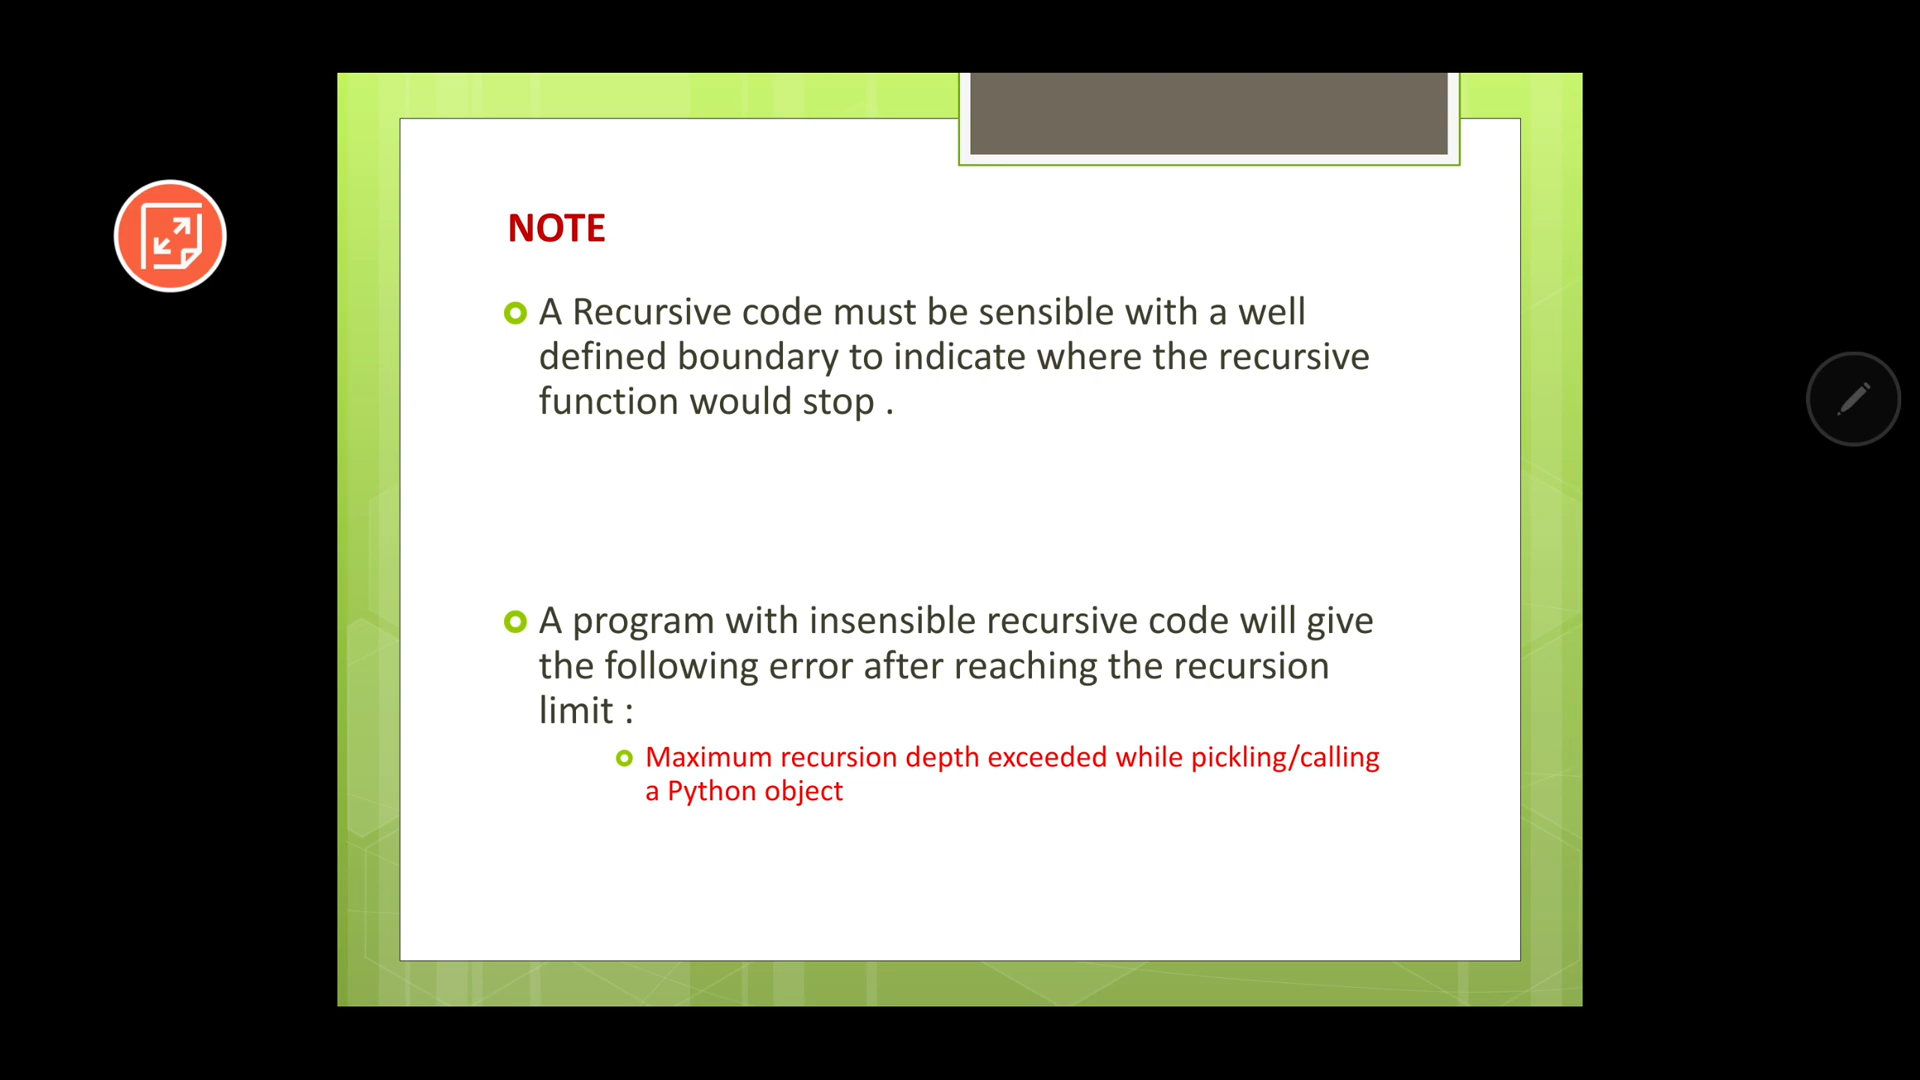 NOTE
A Recursive code must be sensible with a well
defined boundary to indicate where the recursive
function would stop .
A program with insensible recursive code will give
the following error after reaching the recursion
limit :
Maximum recursion depth exceeded while pickling/calling
a Python object